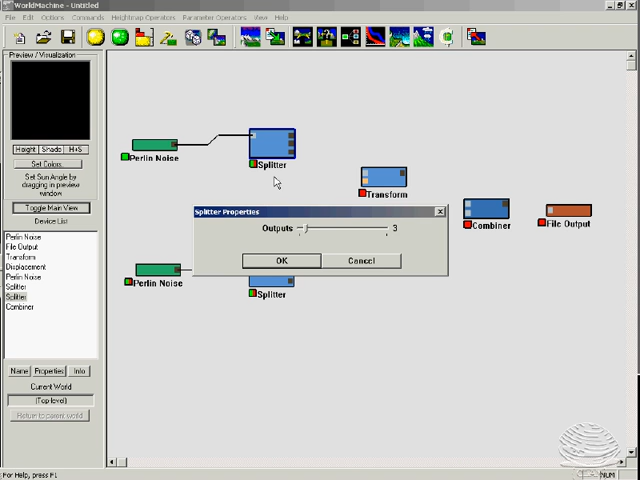 WorldMachine - Untitled
File Edit Options Commands Heightmap Operators Parameter Operators View Help
Preview / Visualization
Height Shade H+S
Set Colors..
Set Sun Angle by
dragging in preview
window
Toggle Main View
Device List
Perlin Noise
File Output
Transform
Displacement
Perlin Noise
Splitter
Splitter
Combiner
Name Properties Info
Current World
(Top level)
Return to parent world
Perlin Noise
Splitter
Transform
Combiner
File Output
Splitter Properties
Outputs 3
OK Cancel
Perlin Noise
Splitter
For Help, press F1
NUM